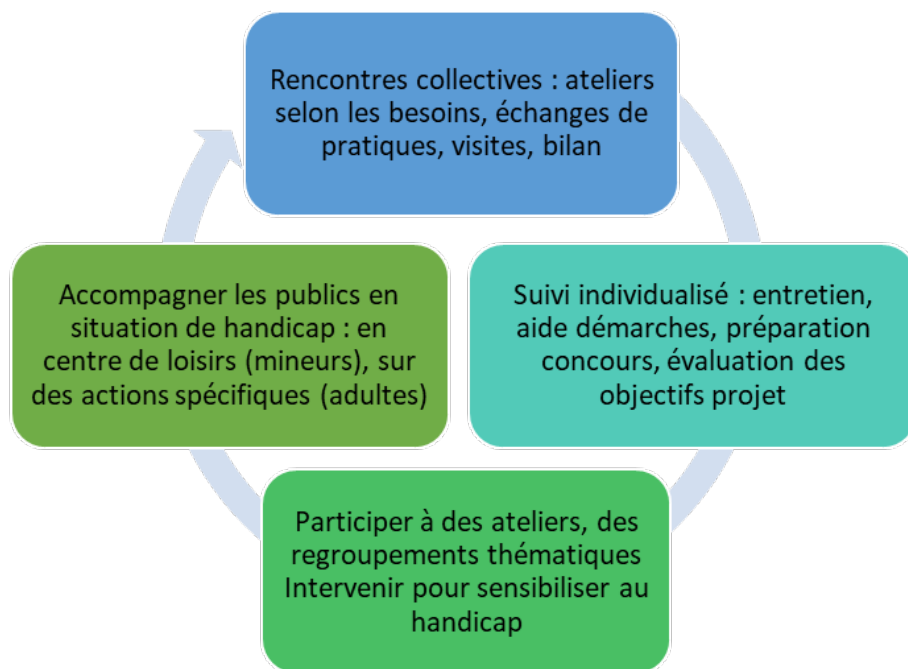 Rencontres collectives : ateliers
selon les besoins, échanges de
pratiques, visites, bilan
Suivi individualisé : entretien,
aide démarches, préparation
concours, évaluation des
objectifs projet
Participer à des ateliers, des
regroupements thématiques
Intervenir pour sensibiliser au
handicap
Accompagner les publics en
situation de handicap : en
centre de loisirs (mineurs), sur
des actions spécifiques (adultes)